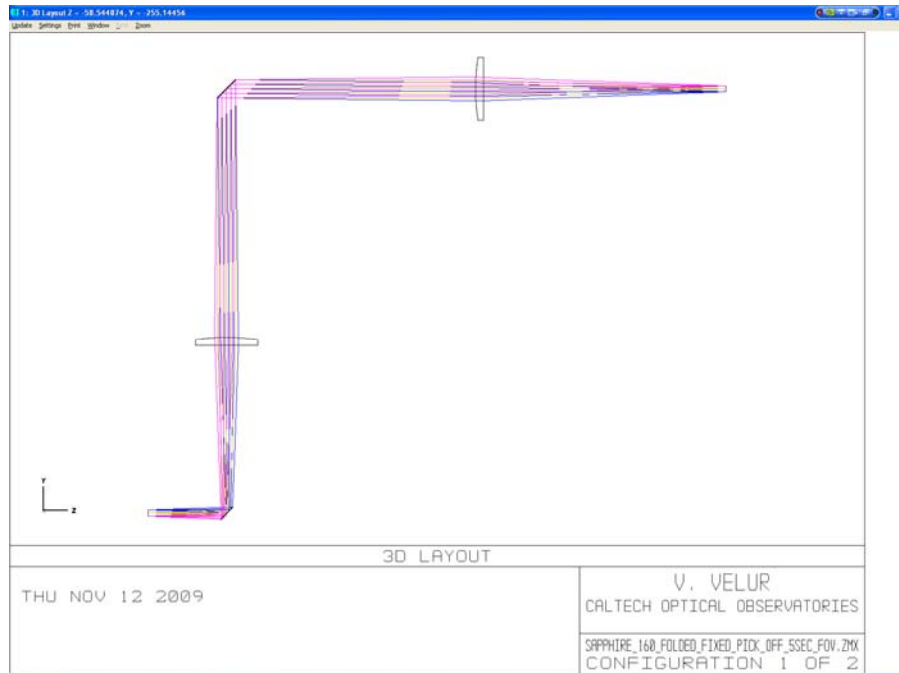 1: 3D Layout Z = -58.544874, Y = -255.14456
Update Settings Print Window Zoom
Y
Z
3D LAYOUT
THU NOV 12 2009
V. VELUR
CALTECH OPTICAL OBSERVATORIES
SAPPHIRE_160_FOLDED_FIXED_PICK_OFF_5SEC_FOV.ZMX
CONFIGURATION 1 OF 2